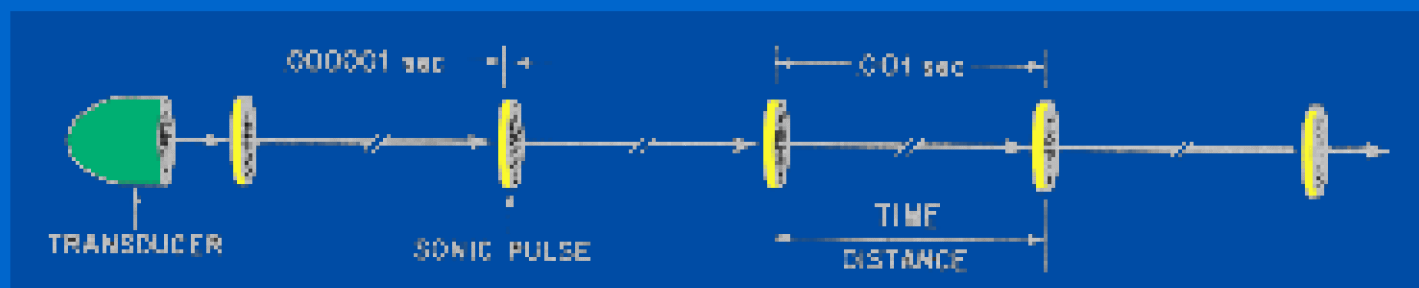 .000001 sec
.001 sec
TRANSDUCER
SONIC PULSE
TIME
DISTANCE